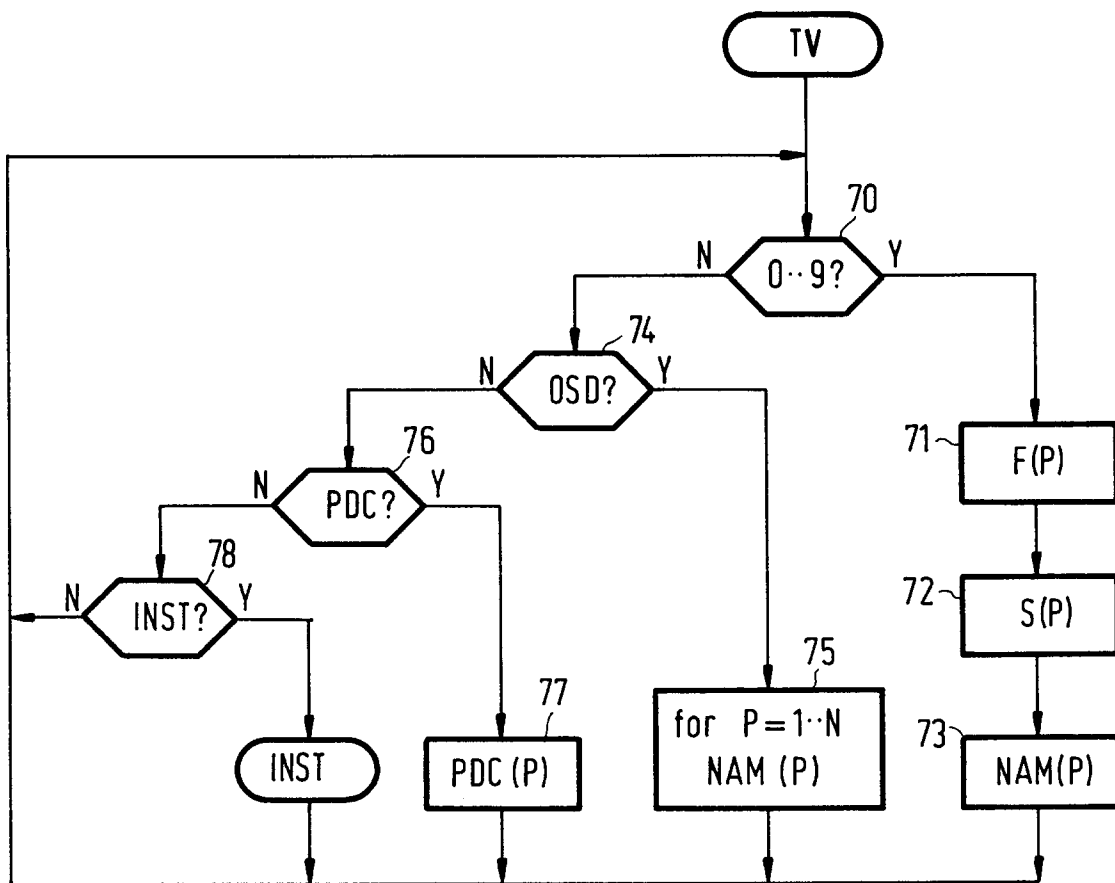 TV
70
N
0··9?
Y
74
N
OSD?
Y
76
N
PDC?
Y
71
F(P)
78
N
INST?
Y
72
S(P)
75
for P=1··N
NAM (P)
77
73
INST
PDC (P)
NAM(P)